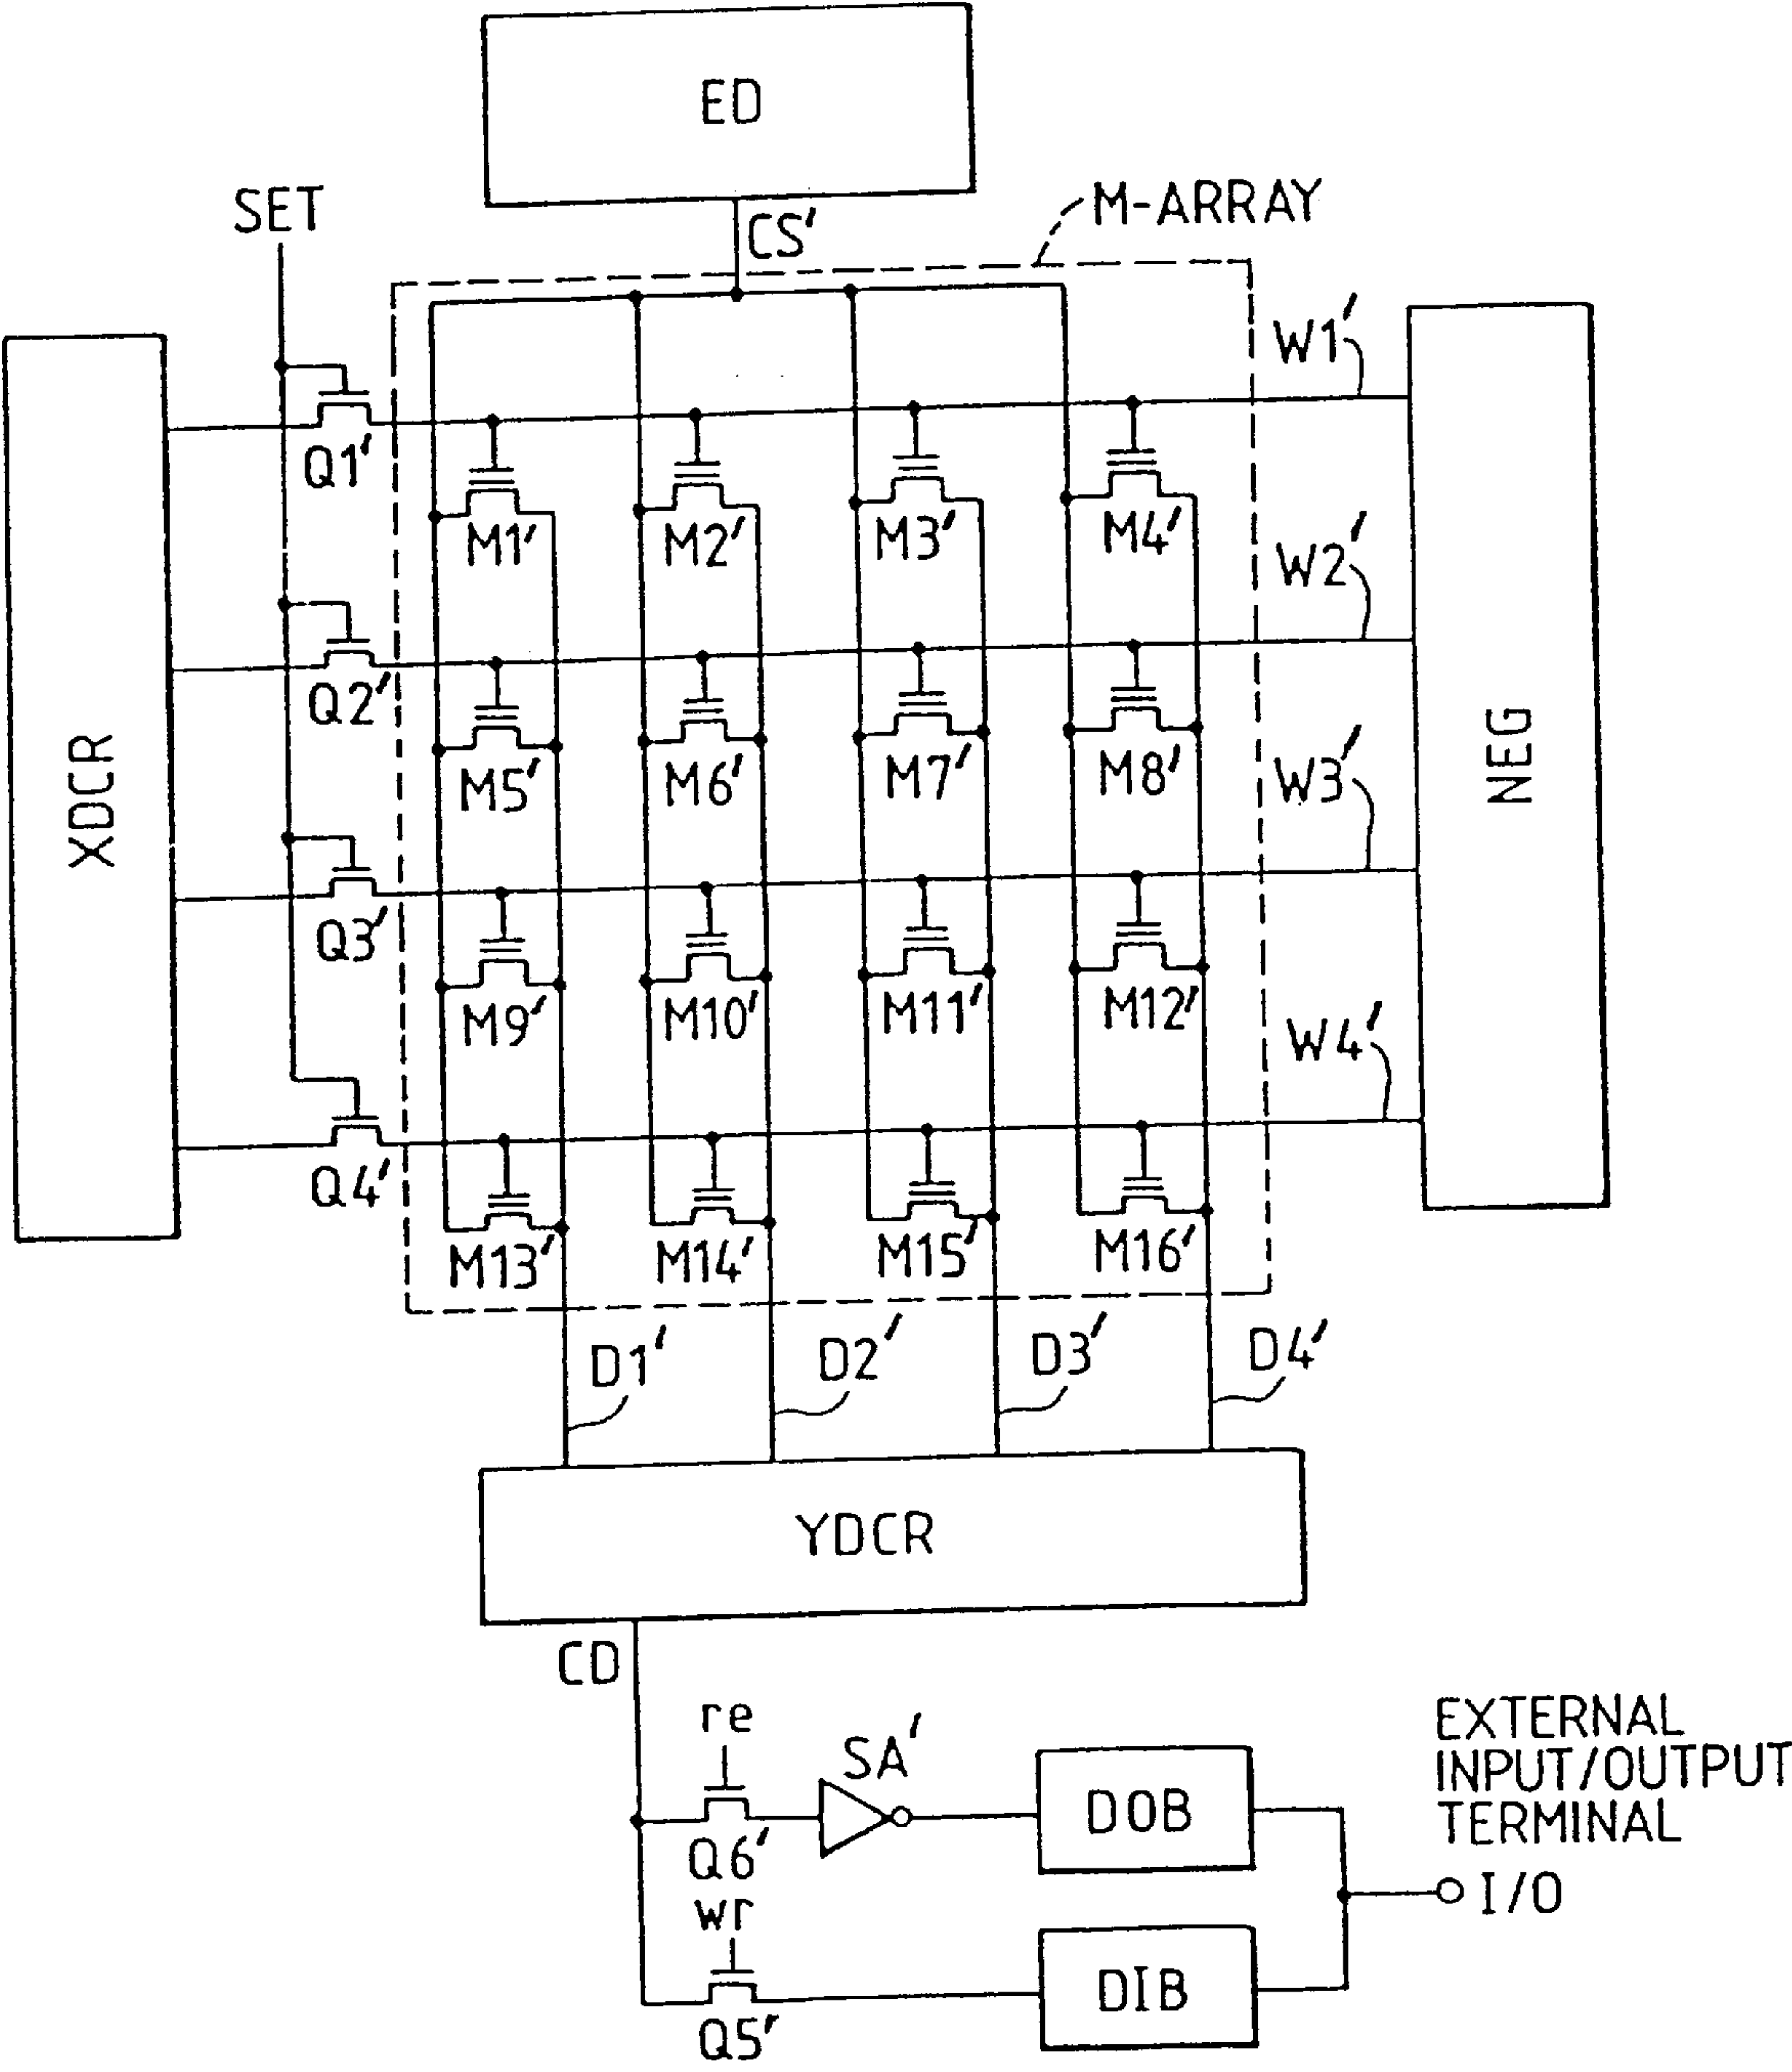 ED
SET
CS'
M-ARRAY
W1'
Q1'
M1' M2' M3' M4'
W2'
Q2'
M5' M6' M7' M8'
XDCR
NEG
W3'
Q3'
M9' M10' M11' M12'
W4'
Q4'
M13' M14' M15' M16'
D1' D2' D3' D4'
YDCR
CD
re
SA'
Q6'
DOB
EXTERNAL
INPUT/OUTPUT
TERMINAL
I/O
wr
Q5'
DIB